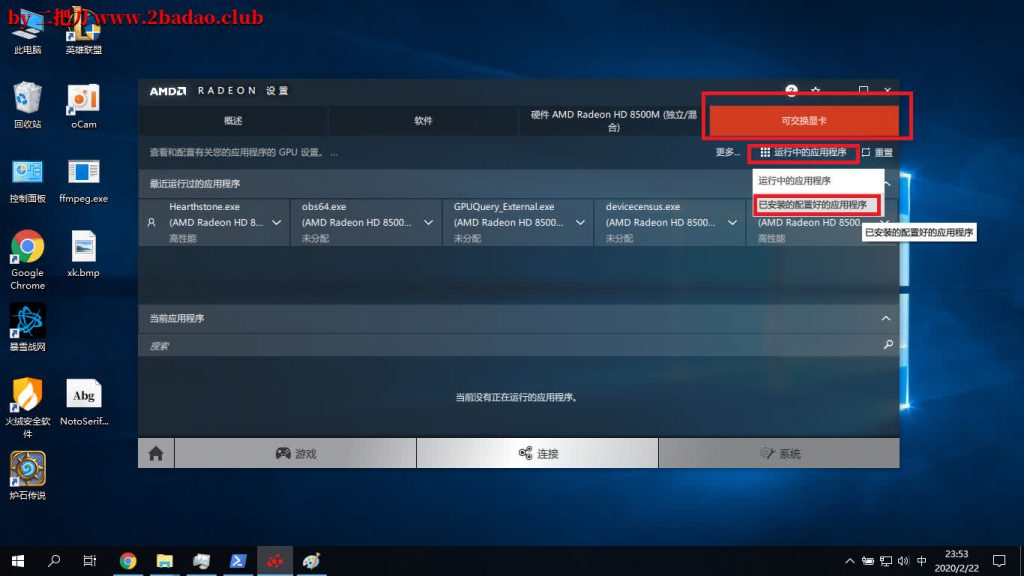 by二把刀www.2badao.club
此电脑
英雄联盟
回收站
oCam
控制面板
ffmpeg.exe
Google
Chrome
xk.bmp
暴雪战网
火绒安全软
件
Abg
NotoSerif...
炉石传说
AMD RADEON 设置
概述
软件
硬件 AMD Radeon HD 8500M (独立/混
合)
可交换显卡
查看和配置有关您的应用程序的 GPU 设置。 ...
更多...
运行中的应用程序
重置
运行中的应用程序
已安装的配置好的应用程序
已安装的配置好的应用程序
最近运行过的应用程序
Hearthstone.exe
(AMD Radeon HD 8...
高性能
obs64.exe
(AMD Radeon HD 8500...
未分配
GPUQuery_External.exe
(AMD Radeon HD 8500...
未分配
devicecensus.exe
(AMD Radeon HD 8500...
未分配
(AMD Radeon HD 8500...
高性能
当前应用程序
搜索
当前没有正在运行的应用程序。
游戏
连接
系统
中
23:53
2020/2/22